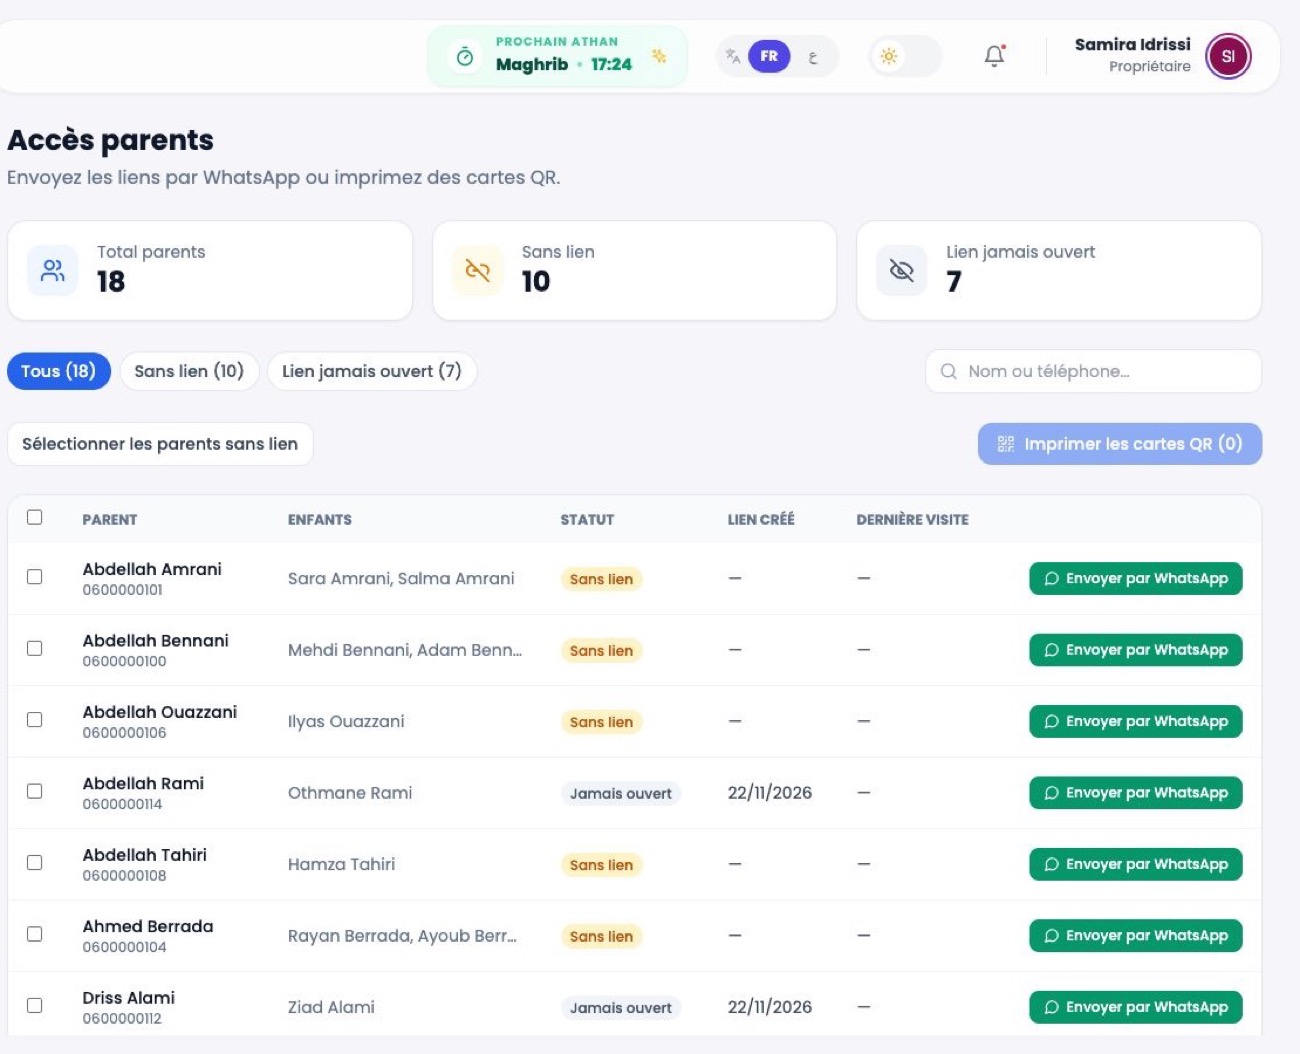 PROCHAIN ATHAN
Maghrib • 17:24
FR
ع
Samira Idrissi
Propriétaire
SI
Accès parents
Envoyez les liens par WhatsApp ou imprimez des cartes QR.
Total parents
18
Sans lien
10
Lien jamais ouvert
7
Tous (18)
Sans lien (10)
Lien jamais ouvert (7)
Nom ou téléphone...
Sélectionner les parents sans lien
Imprimer les cartes QR (0)
PARENT ENFANTS STATUT LIEN CRÉÉ DERNIÈRE VISITE
Abdellah Amrani
0600000101
Sara Amrani, Salma Amrani
Sans lien
—
—
Envoyer par WhatsApp
Abdellah Bennani
0600000100
Mehdi Bennani, Adam Benn...
Sans lien
—
—
Envoyer par WhatsApp
Abdellah Ouazzani
0600000106
Ilyas Ouazzani
Sans lien
—
—
Envoyer par WhatsApp
Abdellah Rami
0600000114
Othmane Rami
Jamais ouvert
22/11/2026
—
Envoyer par WhatsApp
Abdellah Tahiri
0600000108
Hamza Tahiri
Sans lien
—
—
Envoyer par WhatsApp
Ahmed Berrada
0600000104
Rayan Berrada, Ayoub Berr...
Sans lien
—
—
Envoyer par WhatsApp
Driss Alami
0600000112
Ziad Alami
Jamais ouvert
22/11/2026
—
Envoyer par WhatsApp